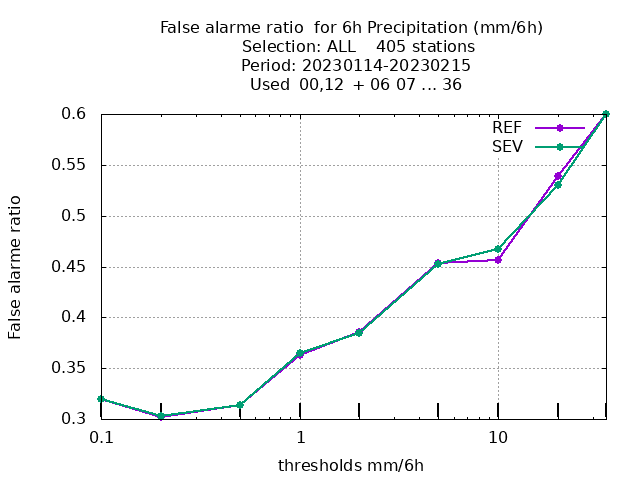 False alarme ratio  for 6h Precipitation (mm/6h)
Selection: ALL    405 stations
Period: 20230114-20230215
Used  00,12  + 06 07 ... 36
REF
SEV
0.6
0.55
0.5
0.45
0.4
0.35
0.3
False alarme ratio
0.1
1
10
thresholds mm/6h